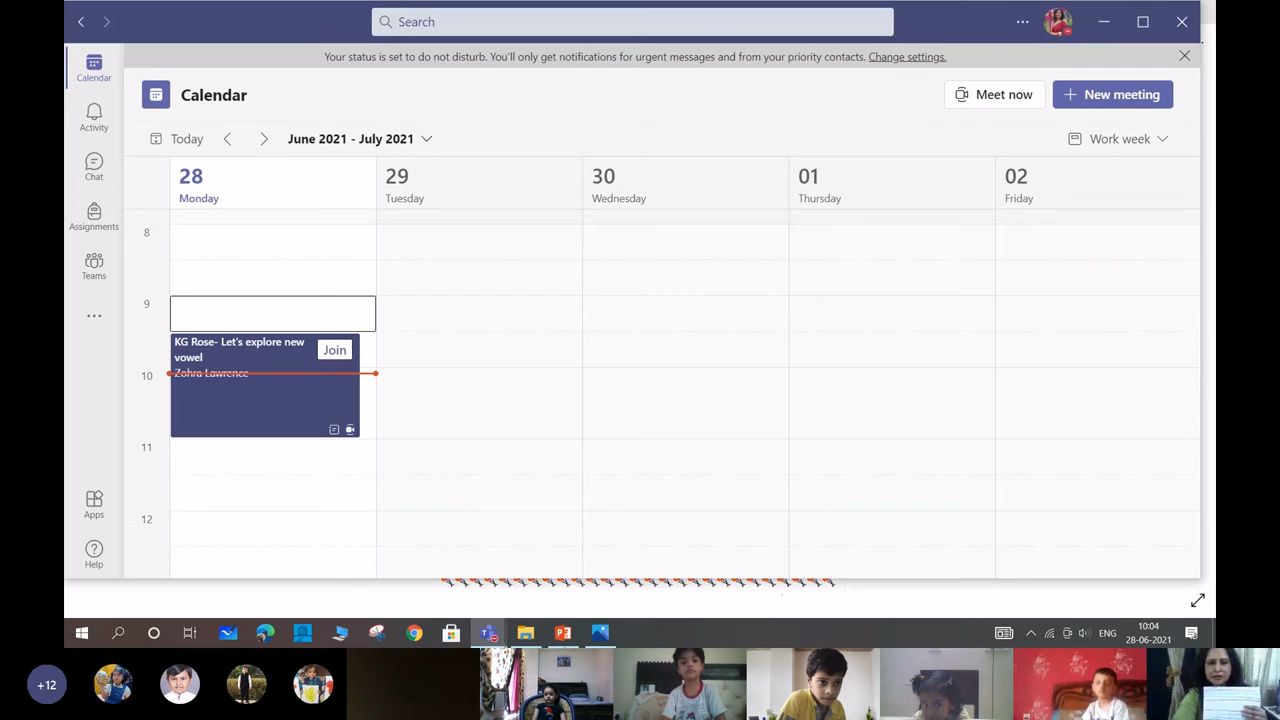 Search
Your status is set to do not disturb. You'll only get notifications for urgent messages and from your priority contacts. Change settings.
Calendar
Calendar
Meet now
New meeting
Activity
Today
June 2021 - July 2021
Work week
Chat
28
Monday
29
Tuesday
30
Wednesday
01
Thursday
02
Friday
Assignments
Teams
8
9
KG Rose- Let's explore new
vowel
Join
Zohra Lawrence
10
11
12
Apps
Help
ENG
10:04
28-06-2021
+12